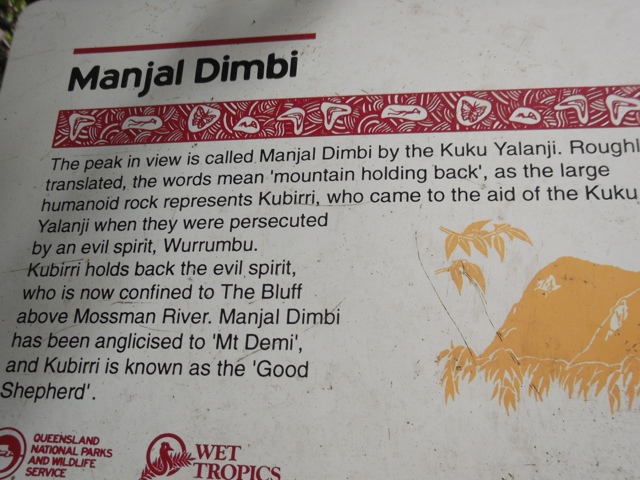 Manjal Dimbi
The peak in view is called Manjal Dimbi by the Kuku Yalanji. Roughl
translated, the words mean 'mountain holding back', as the large
humanoid rock represents Kubirri, who came to the aid of the Kuku
Yalanji when they were persecuted
by an evil spirit, Wurrumbu.
Kubirri holds back the evil spirit,
who is now confined to The Bluff
above Mossman River. Manjal Dimbi
has been anglicised to 'Mt Demi',
and Kubirri is known as the 'Good
Shepherd'.
QUEENSLAND
NATIONAL PARKS
AND WILDLIFE
SERVICE
WET
TROPICS